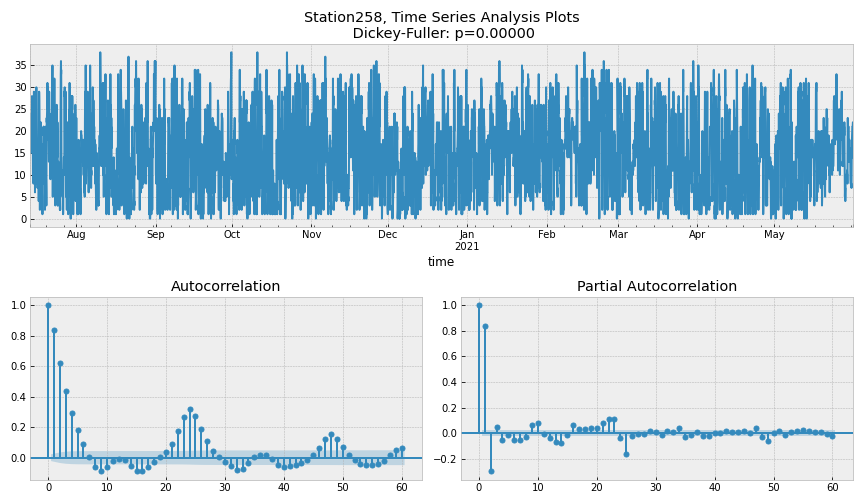 Station258, Time Series Analysis Plots
Dickey-Fuller: p=0.00000
35
30
25
20
15
10
5
0
Aug Sep Oct Nov Dec Jan Feb Mar Apr May
2021
time
Autocorrelation
1.0
0.8
0.6
0.4
0.2
0.0
0 10 20 30 40 50 60
Partial Autocorrelation
1.0
0.8
0.6
0.4
0.2
0.0
−0.2
0 10 20 30 40 50 60